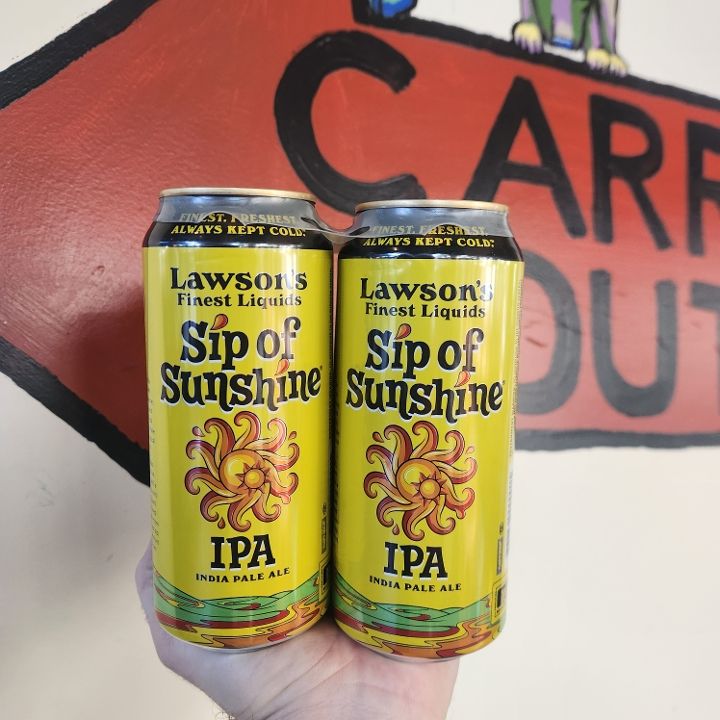 CARR
OUT
FINEST. FRESHEST.
ALWAYS KEPT COLD.
Lawson's
Finest Liquids
Sip of
Sunshine
IPA
INDIA PALE ALE
FINEST. FRESHEST.
ALWAYS KEPT COLD.
Lawson's
Finest Liquids
Sip of
Sunshine
IPA
INDIA PALE ALE